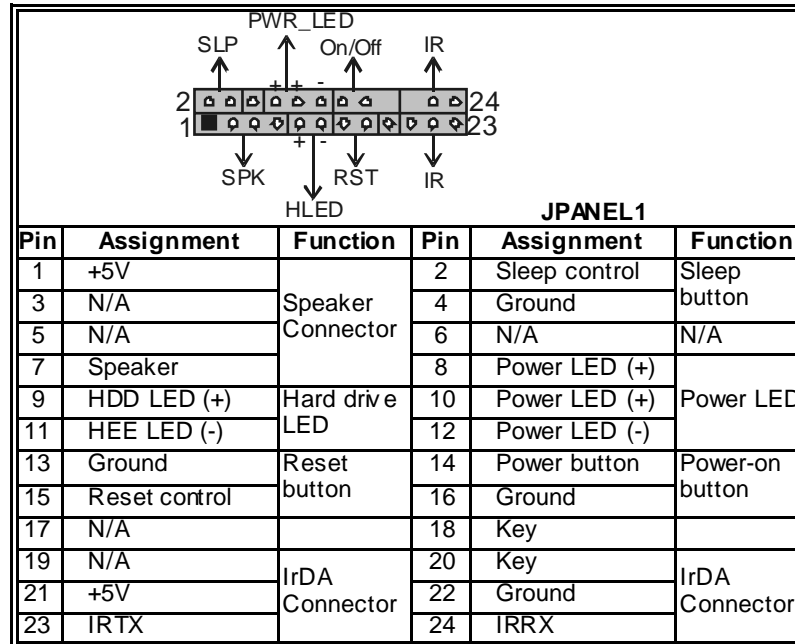 PWR_LED
SLP On/Off IR
+ + -
2 24
1 23
+ -
SPK RST IR
HLED JPANEL1
Pin Assignment Function Pin Assignment Function
1 +5V Speaker Connector 2 Sleep control Sleep button
3 N/A 4 Ground
5 N/A 6 N/A N/A
7 Speaker 8 Power LED (+) Power LED
9 HDD LED (+) Hard drive LED 10 Power LED (+)
11 HEE LED (-) 12 Power LED (-)
13 Ground Reset button 14 Power button Power-on button
15 Reset control 16 Ground
17 N/A 18 Key
19 N/A IrDA Connector 20 Key IrDA Connector
21 +5V 22 Ground
23 IRTX 24 IRRX